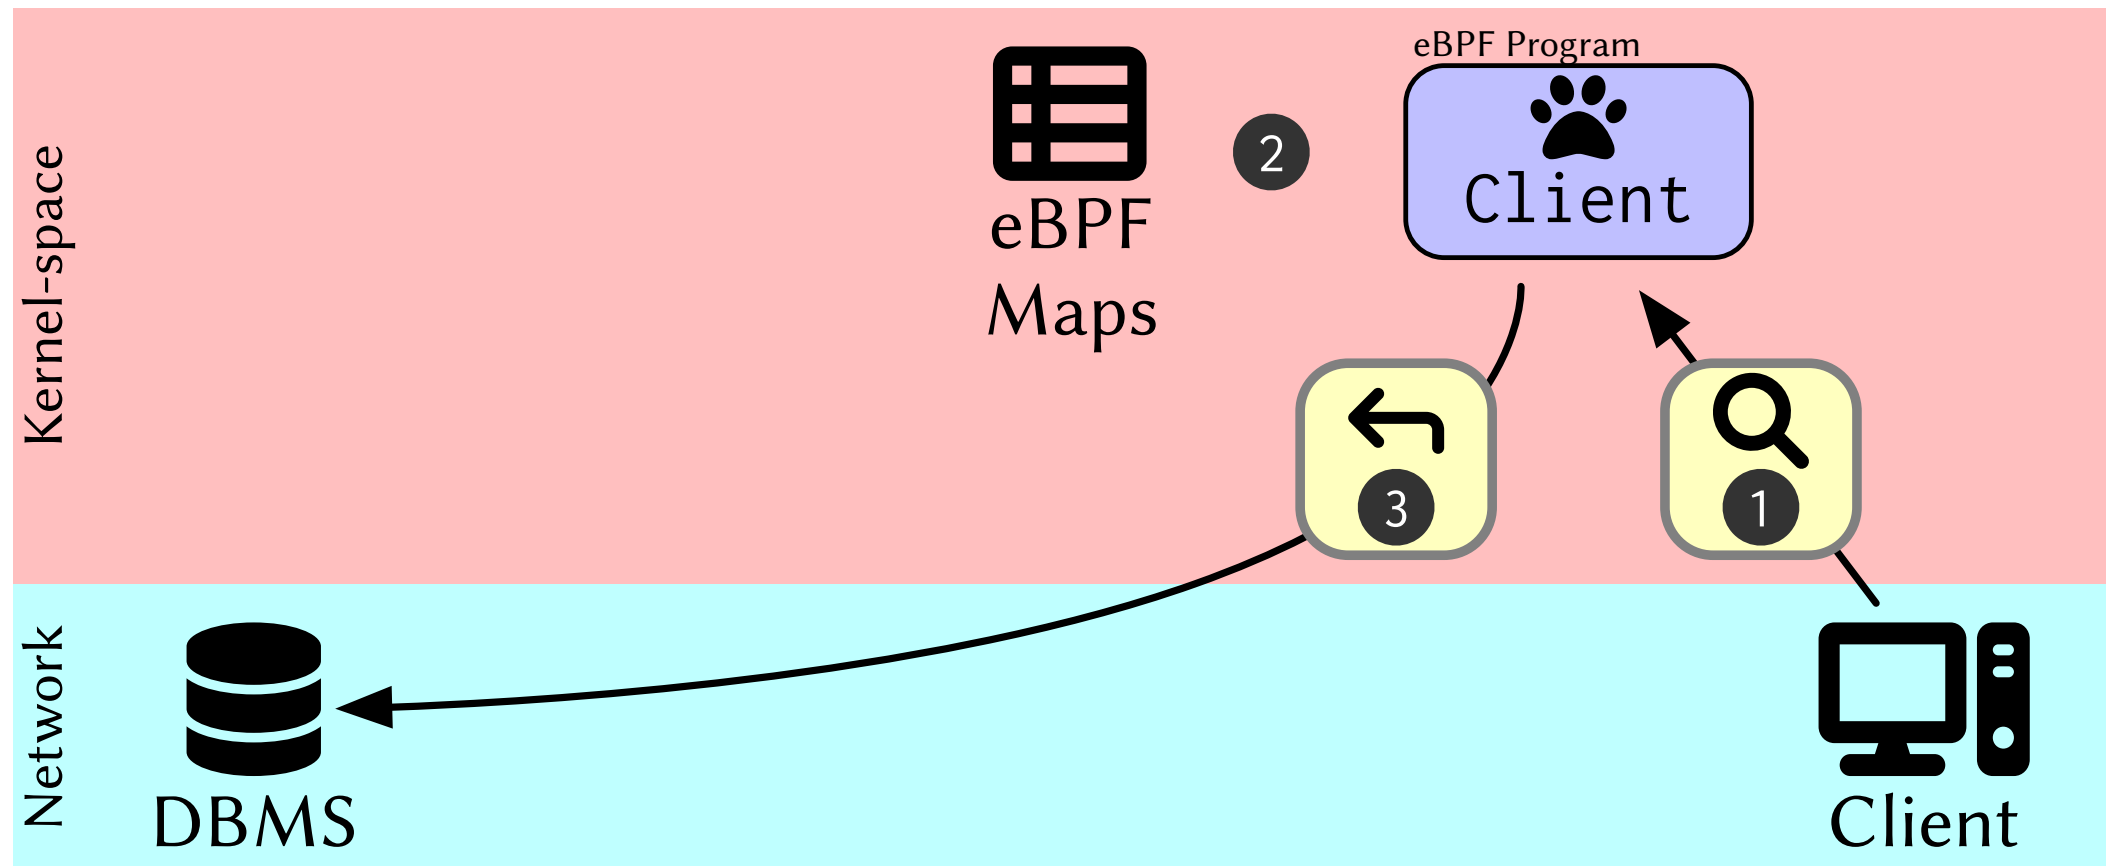 Kernel-space
eBPF Program
2
Client
eBPF
Maps
3
1
Network
DBMS
Client